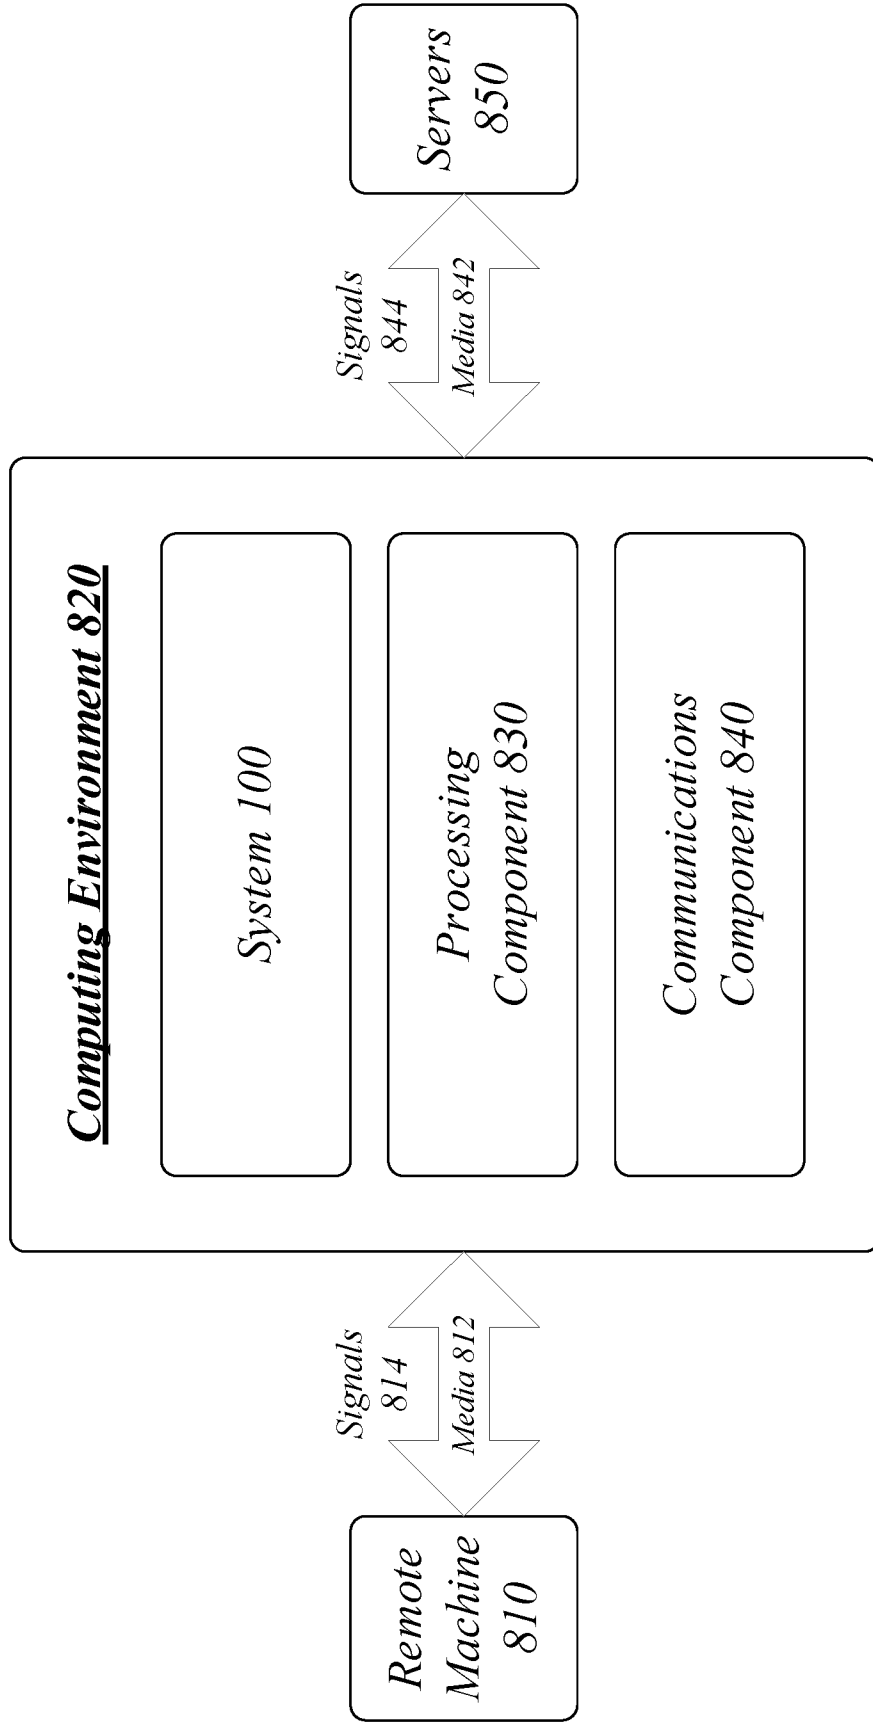 Computing Environment 820
System 100
Processing
Component 830
Communications
Component 840
Remote
Machine
810
Signals
814
Media 812
Signals
844
Media 842
Servers
850